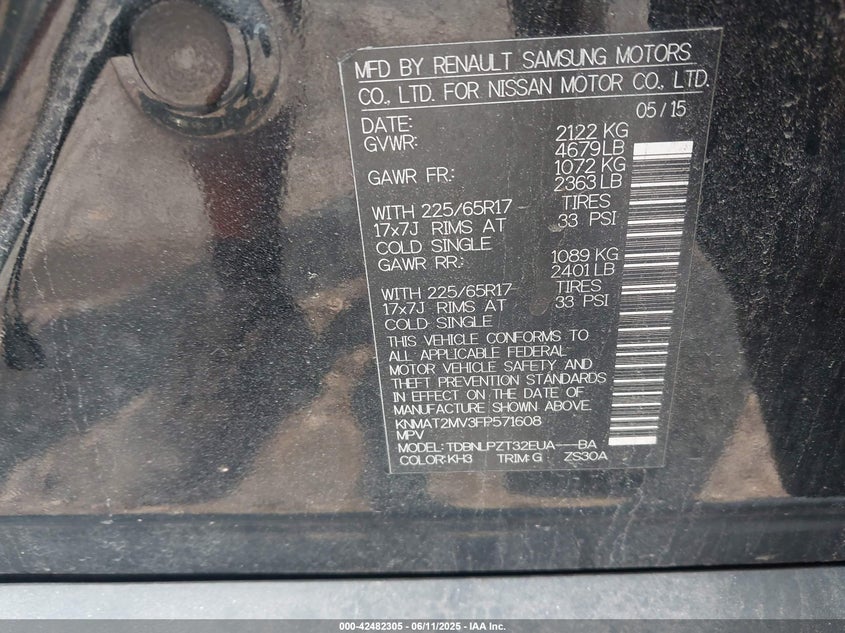 MFD BY RENAULT SAMSUNG MOTORS
CO., LTD. FOR NISSAN MOTOR CO., LTD.
DATE: 05/15
GVWR: 2122 KG
4679 LB
GAWR FR.: 1072 KG
2363 LB
WITH 225/65R17 TIRES
17x7J RIMS AT 33 PSI
COLD SINGLE
GAWR RR.: 1089 KG
2401 LB
WITH 225/65R17 TIRES
17x7J RIMS AT 33 PSI
COLD SINGLE
THIS VEHICLE CONFORMS TO
ALL APPLICABLE FEDERAL
MOTOR VEHICLE SAFETY AND
THEFT PREVENTION STANDARDS
IN EFFECT ON THE DATE OF
MANUFACTURE SHOWN ABOVE.
KNMAT2MV3FP571608
MPV
MODEL: TDBNLPZT32EUA---BA
COLOR: KH3 TRIM: G ZS30A
000-42482305 - 06/11/2025 - IAA Inc.